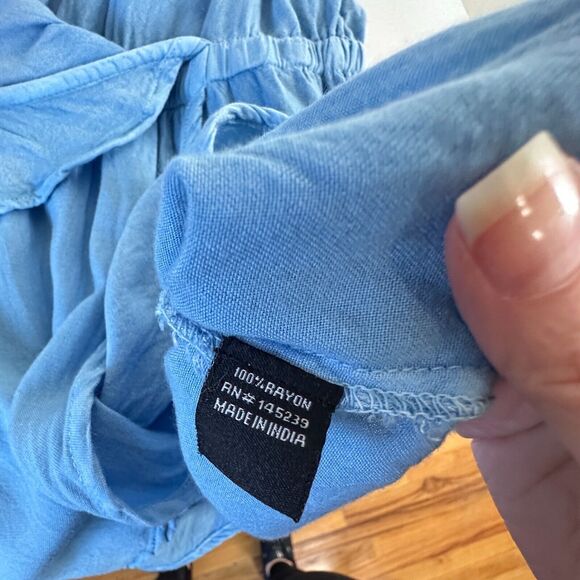 100% RAYON
RN# 145239
MADE IN INDIA